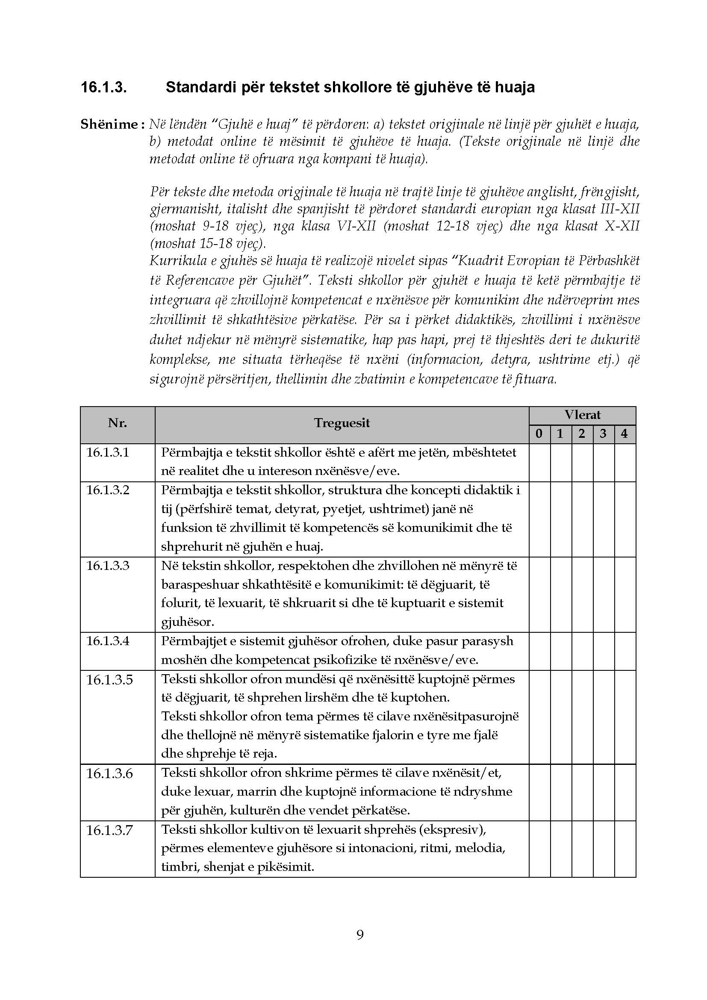 16.1.3. Standardi për tekstet shkollore të gjuhëve të huaja
Shënime : Në lëndën “Gjuhë e huaj” të përdoren: a) tekstet origjinale në linjë për gjuhët e huaja,
b) metodat online të mësimit të gjuhëve të huaja. (Tekste origjinale në linjë dhe
metodat online të ofruara nga kompani të huaja).
Për tekste dhe metoda origjinale të huaja në trajtë linje të gjuhëve anglisht, frëngjisht,
gjermanisht, italisht dhe spanjisht të përdoret standardi europian nga klasat III-XII
(moshat 9-18 vjeç), nga klasa VI-XII (moshat 12-18 vjeç) dhe nga klasat X-XII
(moshat 15-18 vjeç).
Kurrikula e gjuhës së huaja të realizojë nivelet sipas “Kuadrit Evropian të Përbashkët
të Referencave për Gjuhët”. Teksti shkollor për gjuhët e huaja të ketë përmbajtje të
integruara që zhvillojnë kompetencat e nxënësve për komunikim dhe ndërveprim mes
zhvillimit të shkathtësive përkatëse. Për sa i përket didaktikës, zhvillimi i nxënësve
duhet ndjekur në mënyrë sistematike, hap pas hapi, prej të thjeshtës deri te dukuritë
komplekse, me situata tërheqëse të nxëni (informacion, detyra, ushtrime etj.) që
sigurojnë përsëritjen, thellimin dhe zbatimin e kompetencave të fituara.
Nr. Treguesit Vlerat
0 1 2 3 4
16.1.3.1 Përmbajtja e tekstit shkollor është e afërt me jetën, mbështetet
në realitet dhe u intereson nxënësve/eve.
16.1.3.2 Përmbajtja e tekstit shkollor, struktura dhe koncepti didaktik i
tij (përfshirë temat, detyrat, pyetjet, ushtrimet) janë në
funksion të zhvillimit të kompetencës së komunikimit dhe të
shprehurit në gjuhën e huaj.
16.1.3.3 Në tekstin shkollor, respektohen dhe zhvillohen në mënyrë të
baraspeshuar shkathtësitë e komunikimit: të dëgjuarit, të
folurit, të lexuarit, të shkruarit si dhe të kuptuarit e sistemit
gjuhësor.
16.1.3.4 Përmbajtjet e sistemit gjuhësor ofrohen, duke pasur parasysh
moshën dhe kompetencat psikofizike të nxënësve/eve.
16.1.3.5 Teksti shkollor ofron mundësi që nxënësittë kuptojnë përmes
të dëgjuarit, të shprehen lirshëm dhe të kuptohen.
Teksti shkollor ofron tema përmes të cilave nxënësitpasurojnë
dhe thellojnë në mënyrë sistematike fjalorin e tyre me fjalë
dhe shprehje të reja.
16.1.3.6 Teksti shkollor ofron shkrime përmes të cilave nxënësit/et,
duke lexuar, marrin dhe kuptojnë informacione të ndryshme
për gjuhën, kulturën dhe vendet përkatëse.
16.1.3.7 Teksti shkollor kultivon të lexuarit shprehës (ekspresiv),
përmes elementeve gjuhësore si intonacioni, ritmi, melodia,
timbri, shenjat e pikësimit.
9